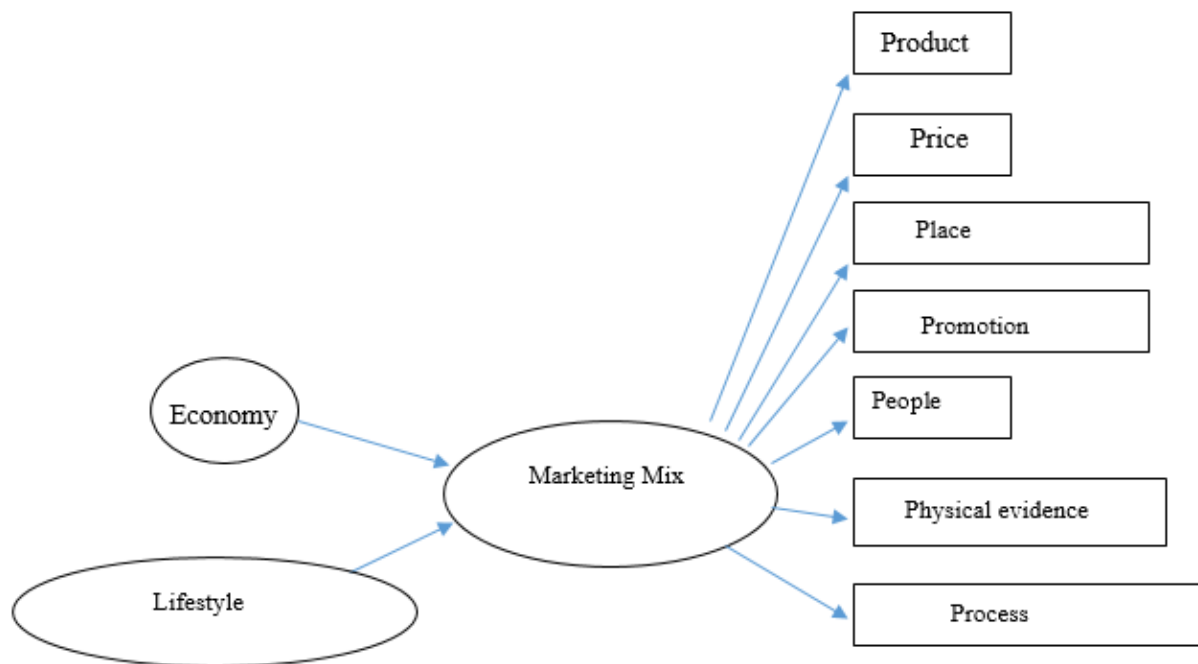 Product
Price
Place
Promotion
People
Physical evidence
Process
Economy
Marketing Mix
Lifestyle